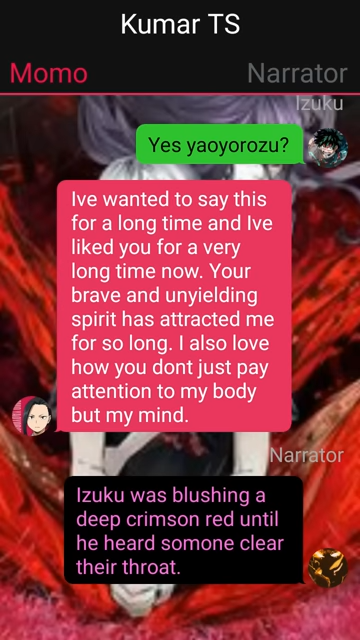 Kumar TS
Momo
Narrator
Izuku
Yes yaoyorozu?
Ive wanted to say this
for a long time and Ive
liked you for a very
long time now. Your
brave and unyielding
spirit has attracted me
for so long. I also love
how you dont just pay
attention to my body
but my mind.
Narrator
Izuku was blushing a
deep crimson red until
he heard somone clear
their throat.